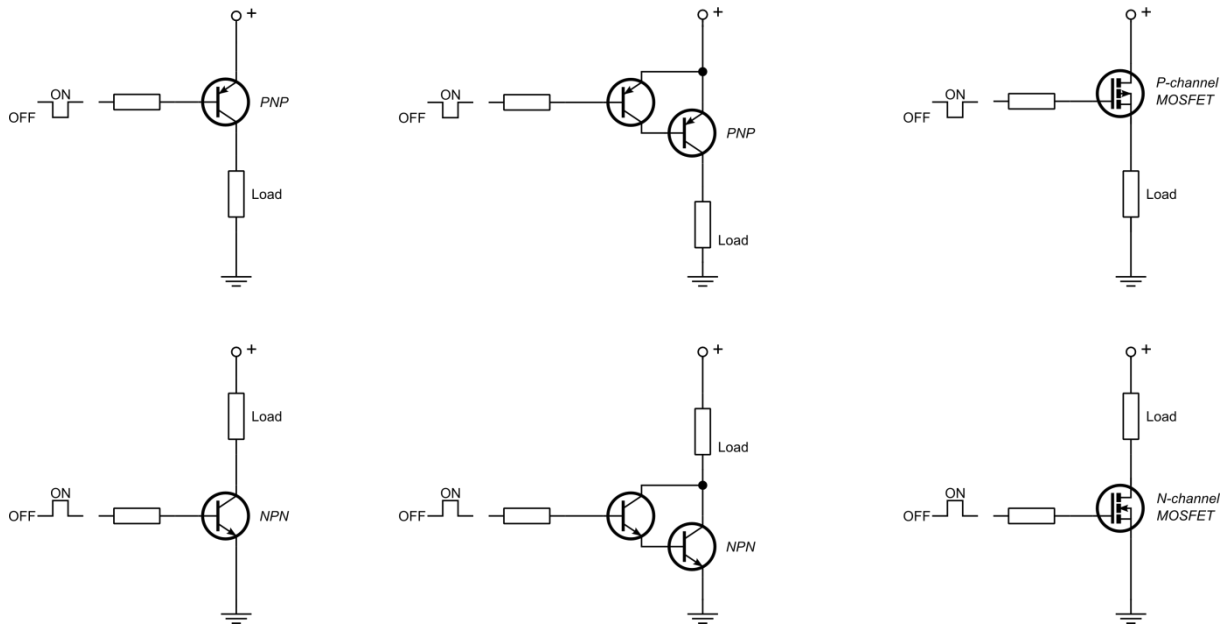 +
ON
OFF
PNP
Load
+
ON
OFF
PNP
Load
+
ON
OFF
P-channel
MOSFET
Load
+
Load
ON
OFF
NPN
+
Load
ON
OFF
NPN
+
Load
ON
OFF
N-channel
MOSFET